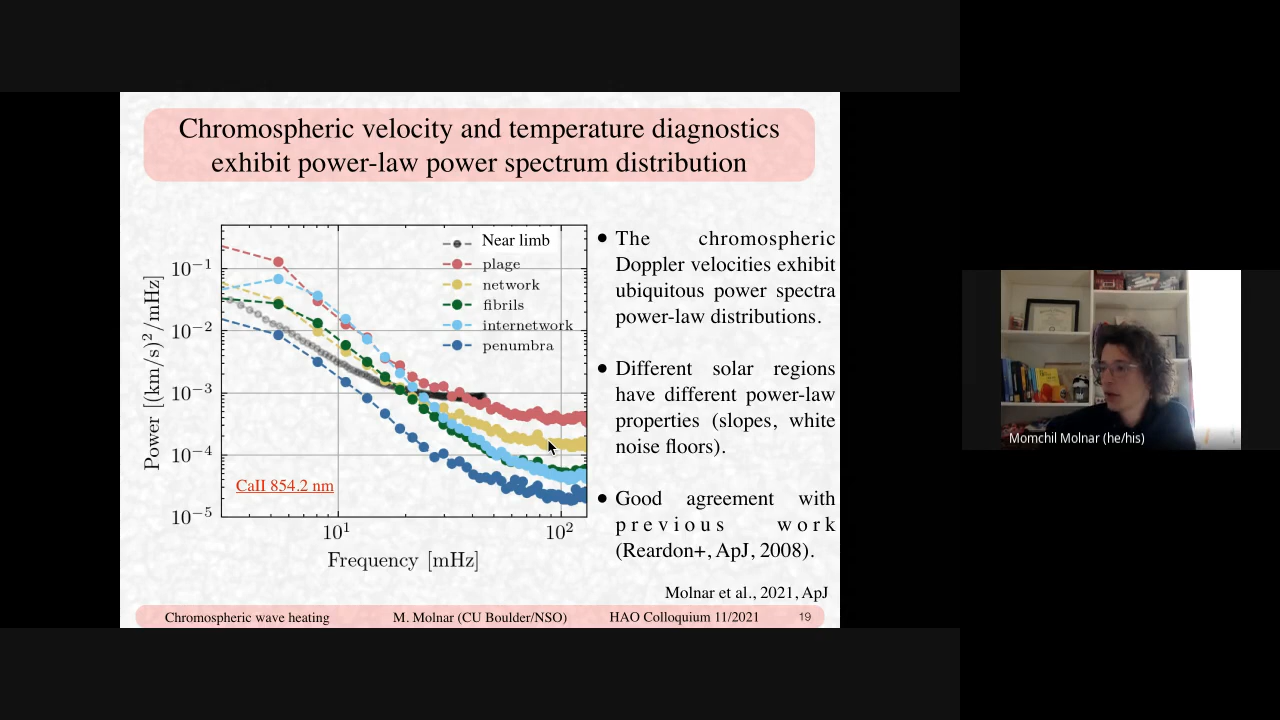 Chromospheric velocity and temperature diagnostics
exhibit power-law power spectrum distribution
Near limb
plage
network
fibrils
internetwork
penumbra
10⁻¹
10⁻²
10⁻³
10⁻⁴
10⁻⁵
Power [(km/s)²/mHz]
CaII 854.2 nm
10¹
10²
Frequency [mHz]
● The chromospheric
Doppler velocities exhibit
ubiquitous power spectra
power-law distributions.
● Different solar regions
have different power-law
properties (slopes, white
noise floors).
● Good agreement with
previous work
(Reardon+, ApJ, 2008).
Molnar et al., 2021, ApJ
Chromospheric wave heating
M. Molnar (CU Boulder/NSO)
HAO Colloquium 11/2021
19
Momchil Molnar (he/his)